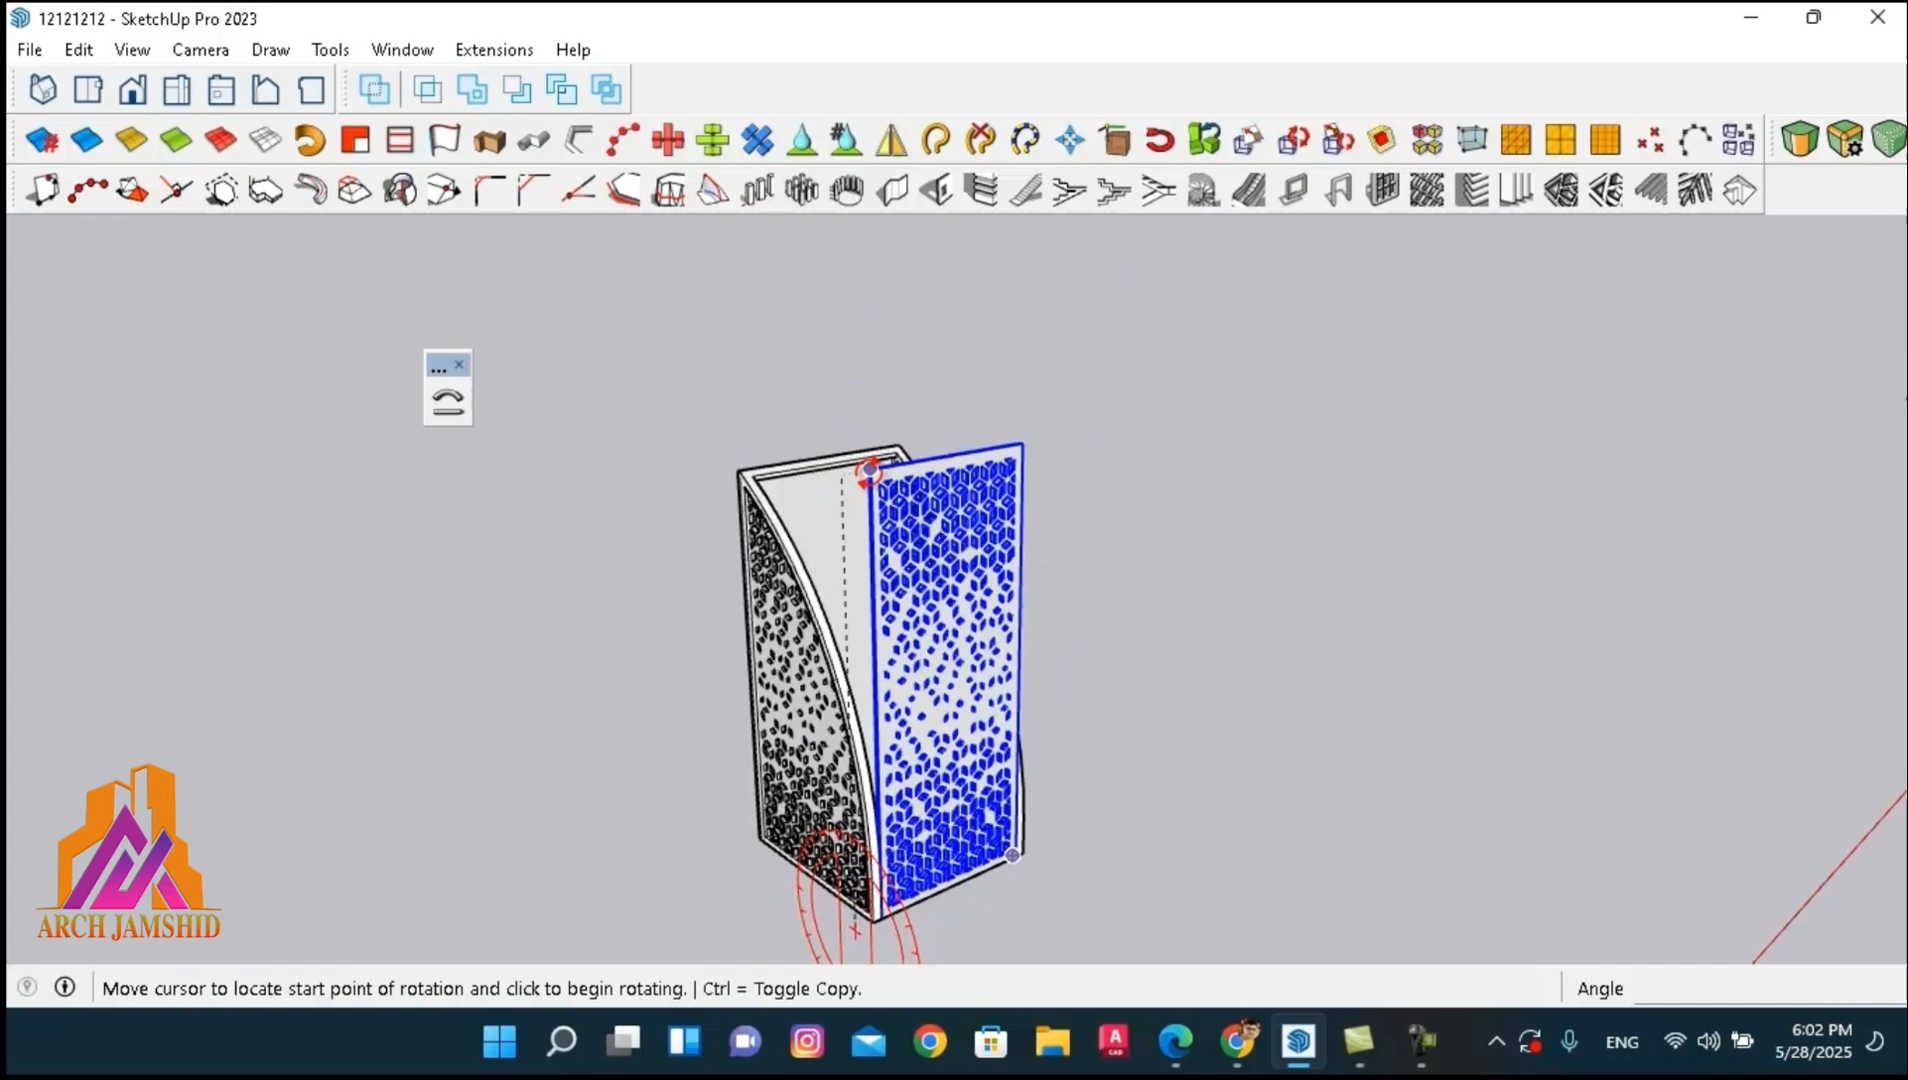 12121212 - SketchUp Pro 2023
File Edit View Camera Draw Tools Window Extensions Help
...
ARCH JAMSHID
Move cursor to locate start point of rotation and click to begin rotating. | Ctrl = Toggle Copy.
Angle
A
CAD
ENG
6:02 PM
5/28/2025